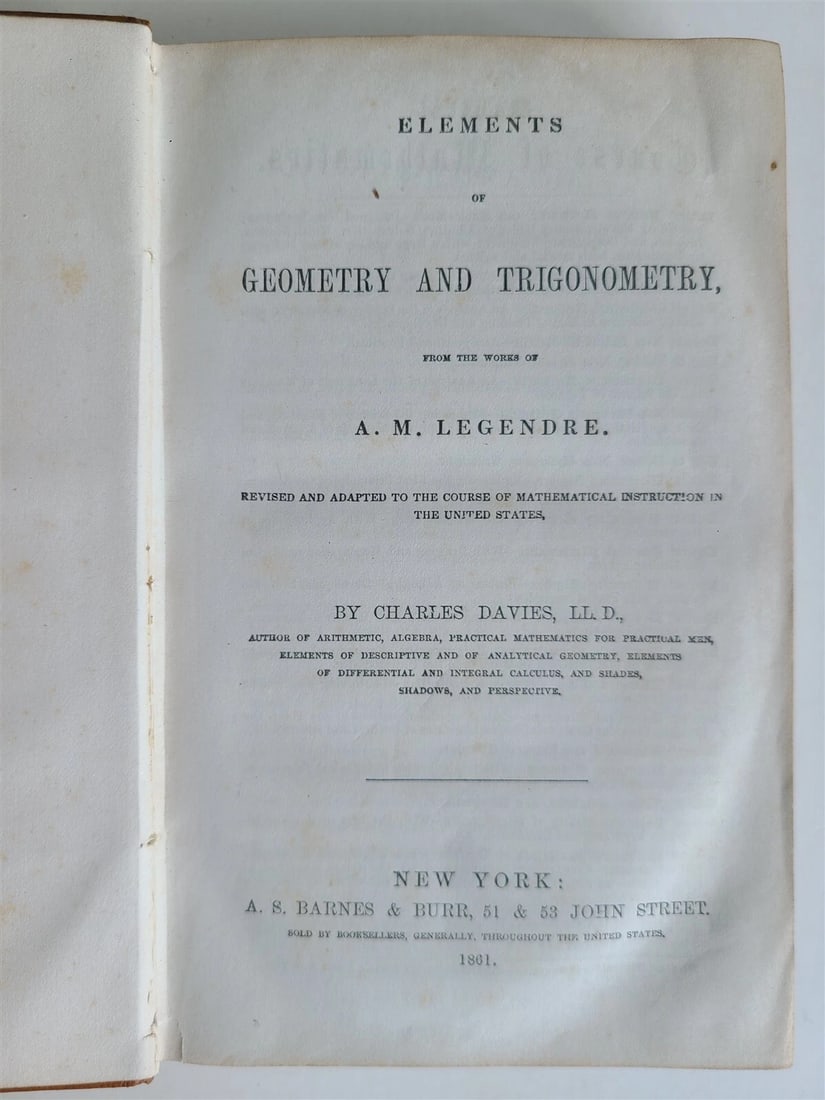 ELEMENTS
OF
GEOMETRY AND TRIGONOMETRY,
FROM THE WORKS OF
A. M. LEGENDRE.
REVISED AND ADAPTED TO THE COURSE OF MATHEMATICAL INSTRUCTION IN
THE UNITED STATES,
BY CHARLES DAVIES, LL. D.,
AUTHOR OF ARITHMETIC, ALGEBRA, PRACTICAL MATHEMATICS FOR PRACTICAL MEN,
ELEMENTS OF DESCRIPTIVE AND OF ANALYTICAL GEOMETRY, ELEMENTS
OF DIFFERENTIAL AND INTEGRAL CALCULUS, AND SHADES,
SHADOWS, AND PERSPECTIVE.
NEW YORK:
A. S. BARNES & BURR, 51 & 53 JOHN STREET.
SOLD BY BOOKSELLERS, GENERALLY, THROUGHOUT THE UNITED STATES.
1861.